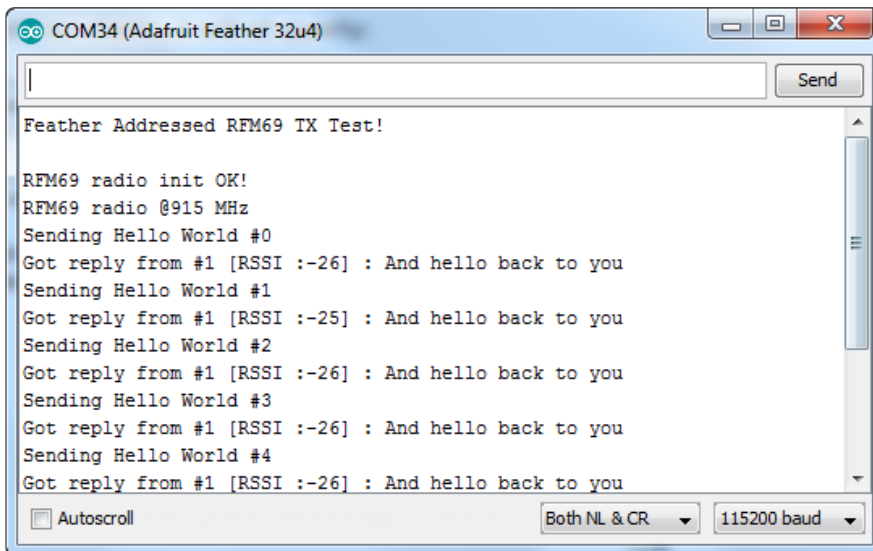 COM34 (Adafruit Feather 32u4)
Send
Feather Addressed RFM69 TX Test!
RFM69 radio init OK!
RFM69 radio @915 MHz
Sending Hello World #0
Got reply from #1 [RSSI :-26] : And hello back to you
Sending Hello World #1
Got reply from #1 [RSSI :-25] : And hello back to you
Sending Hello World #2
Got reply from #1 [RSSI :-26] : And hello back to you
Sending Hello World #3
Got reply from #1 [RSSI :-26] : And hello back to you
Sending Hello World #4
Got reply from #1 [RSSI :-26] : And hello back to you
Autoscroll Both NL & CR 115200 baud